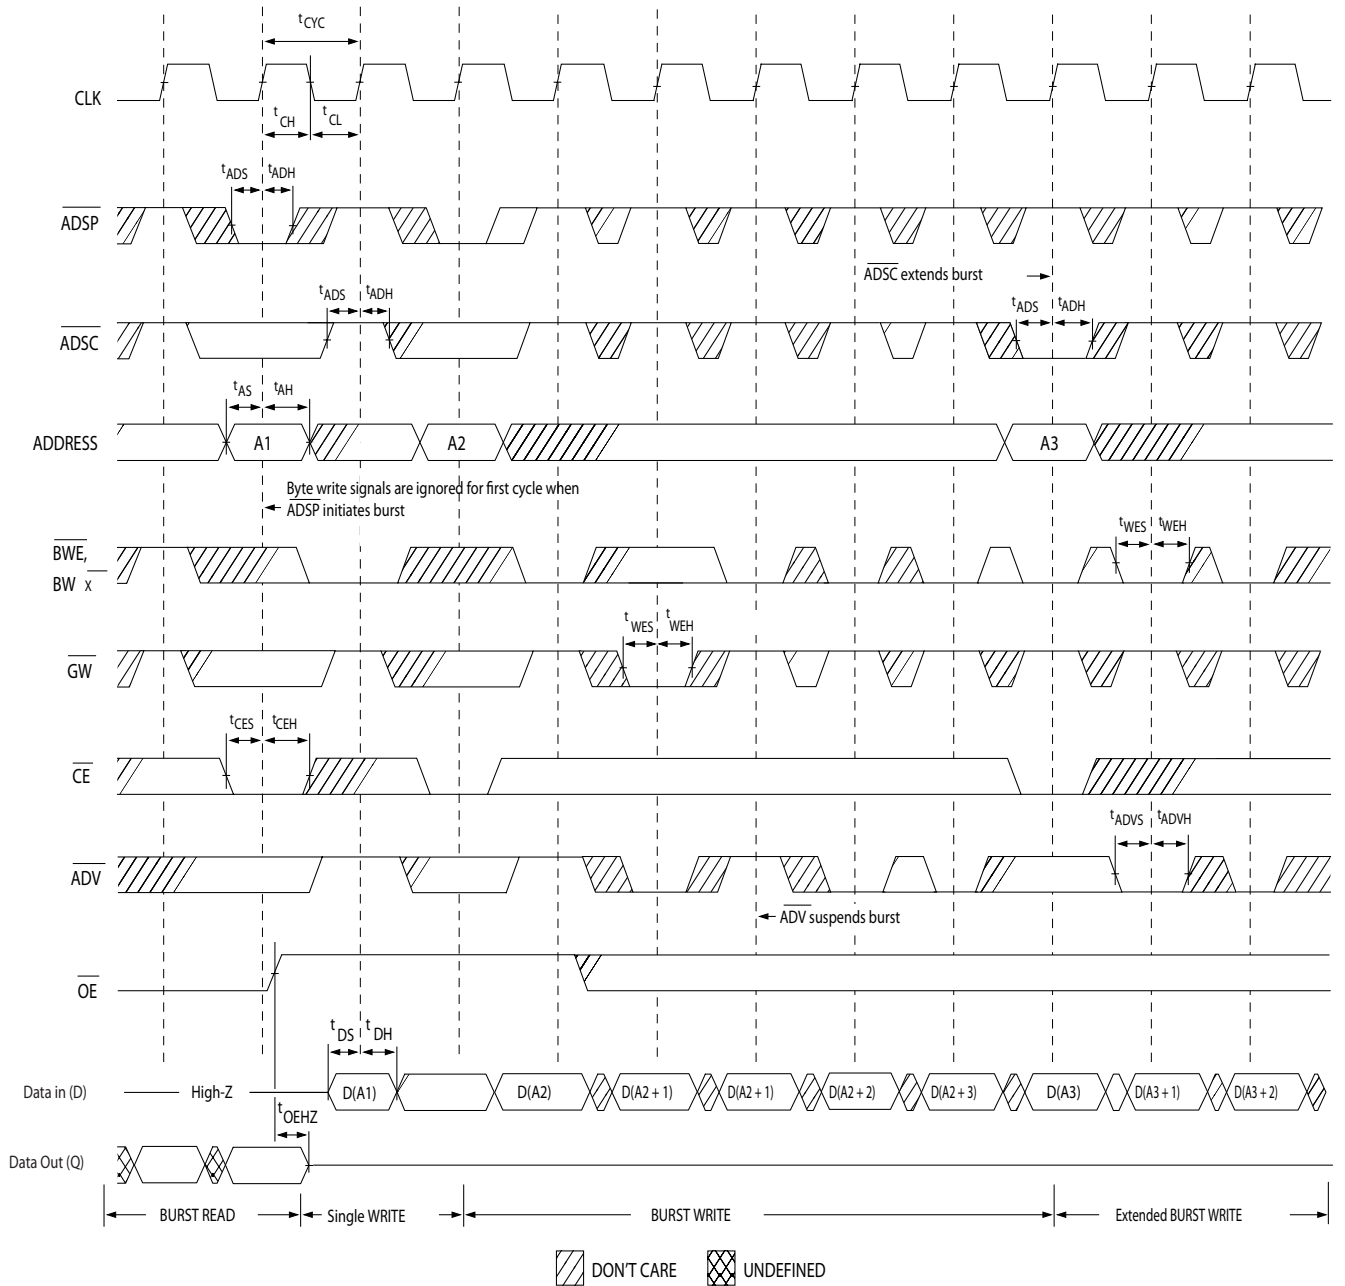 tCYC
CLK
tCH
tCL
tADS
tADH
ADSP
ADSC extends burst
tADS
tADH
tADS
tADH
ADSC
tAS
tAH
ADDRESS
A1
A2
A3
Byte write signals are ignored for first cycle when
ADSP initiates burst
tWES
tWEH
BWE,
BW x
tWES
tWEH
GW
tCES
tCEH
CE
tADVS
tADVH
ADV
ADV suspends burst
OE
tDS
tDH
Data in (D)
High-Z
D(A1)
D(A2)
D(A2 + 1)
D(A2 + 1)
D(A2 + 2)
D(A2 + 3)
D(A3)
D(A3 + 1)
D(A3 + 2)
tOEHZ
Data Out (Q)
BURST READ
Single WRITE
BURST WRITE
Extended BURST WRITE
DON'T CARE
UNDEFINED